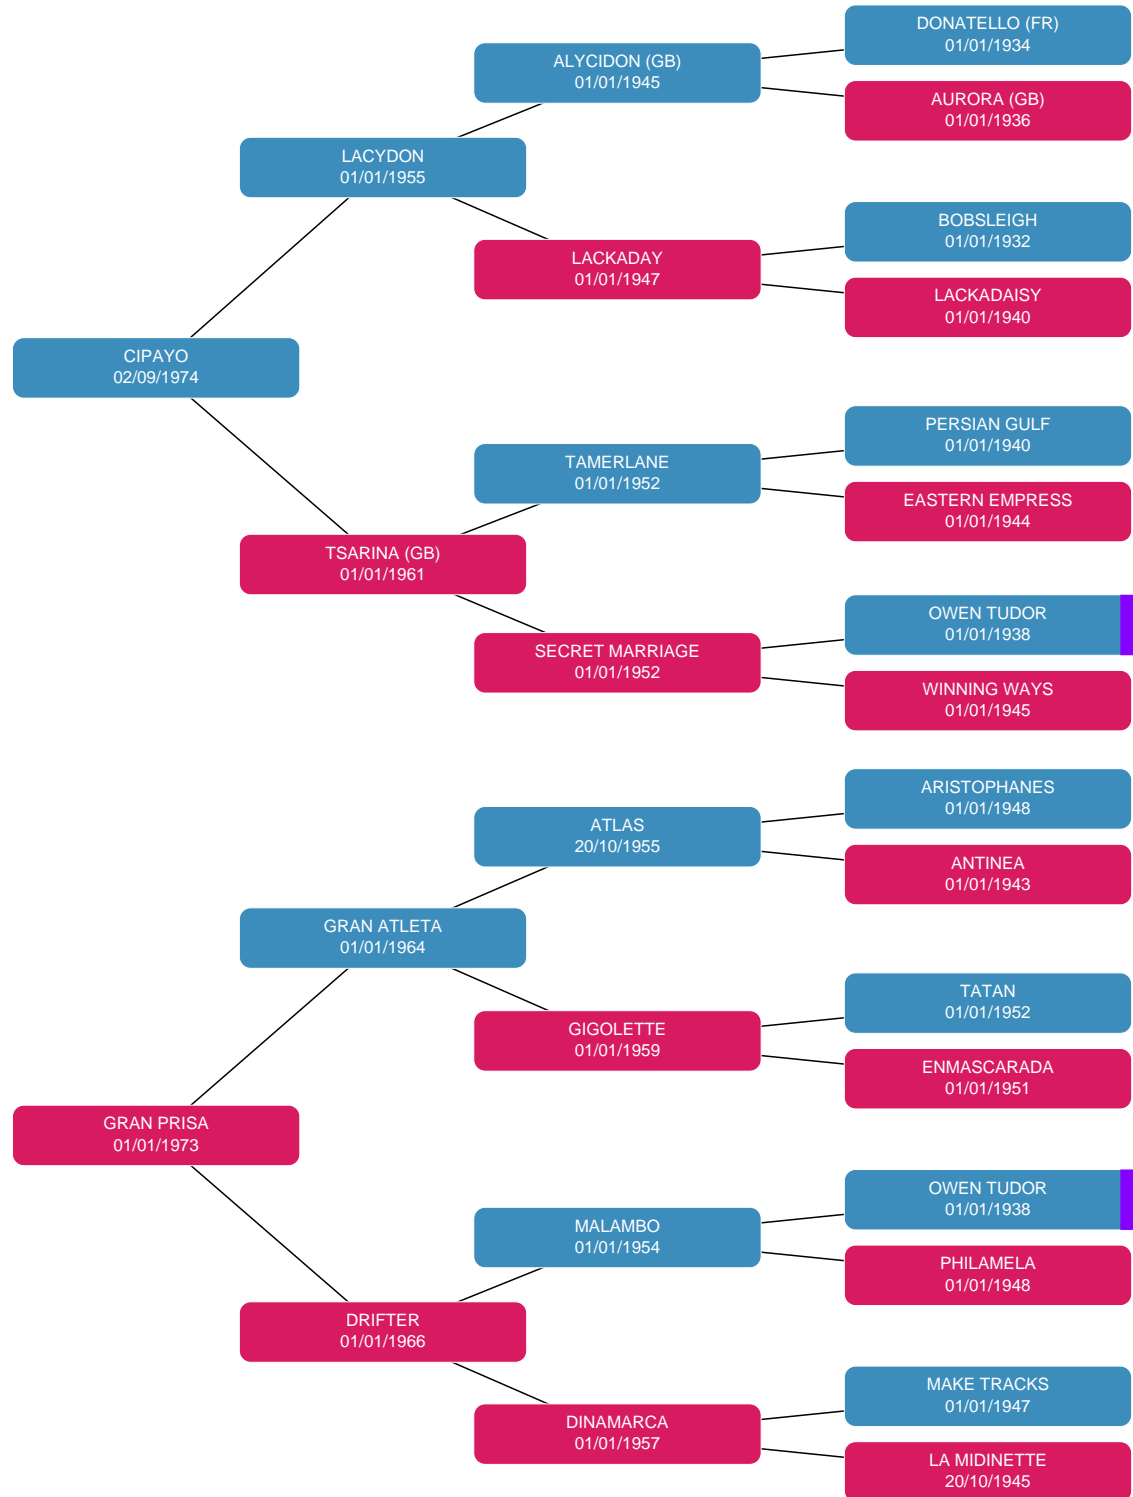 DONATELLO (FR)
01/01/1934
ALYCIDON (GB)
01/01/1945
AURORA (GB)
01/01/1936
LACYDON
01/01/1955
BOBSLEIGH
01/01/1932
LACKADAY
01/01/1947
LACKADAISY
01/01/1940
CIPAYO
02/09/1974
PERSIAN GULF
01/01/1940
TAMERLANE
01/01/1952
EASTERN EMPRESS
01/01/1944
TSARINA (GB)
01/01/1961
OWEN TUDOR
01/01/1938
SECRET MARRIAGE
01/01/1952
WINNING WAYS
01/01/1945
ARISTOPHANES
01/01/1948
ATLAS
20/10/1955
ANTINEA
01/01/1943
GRAN ATLETA
01/01/1964
TATAN
01/01/1952
GIGOLETTE
01/01/1959
ENMASCARADA
01/01/1951
GRAN PRISA
01/01/1973
OWEN TUDOR
01/01/1938
MALAMBO
01/01/1954
PHILAMELA
01/01/1948
DRIFTER
01/01/1966
MAKE TRACKS
01/01/1947
DINAMARCA
01/01/1957
LA MIDINETTE
20/10/1945